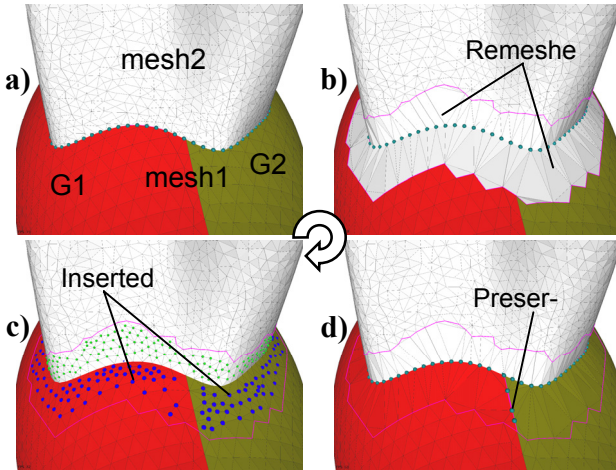 a)
mesh2
G1
mesh1
G2
b)
Remeshe
c)
Inserted
d)
Preser-